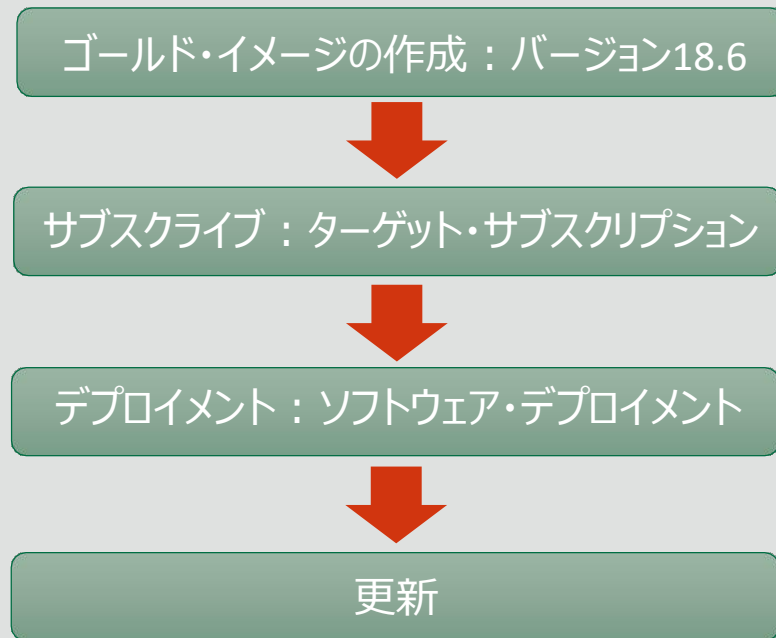 ゴールド・イメージの作成：バージョン18.6
サブスクライブ：ターゲット・サブスクリプション
デプロイメント：ソフトウェア・デプロイメント
更新